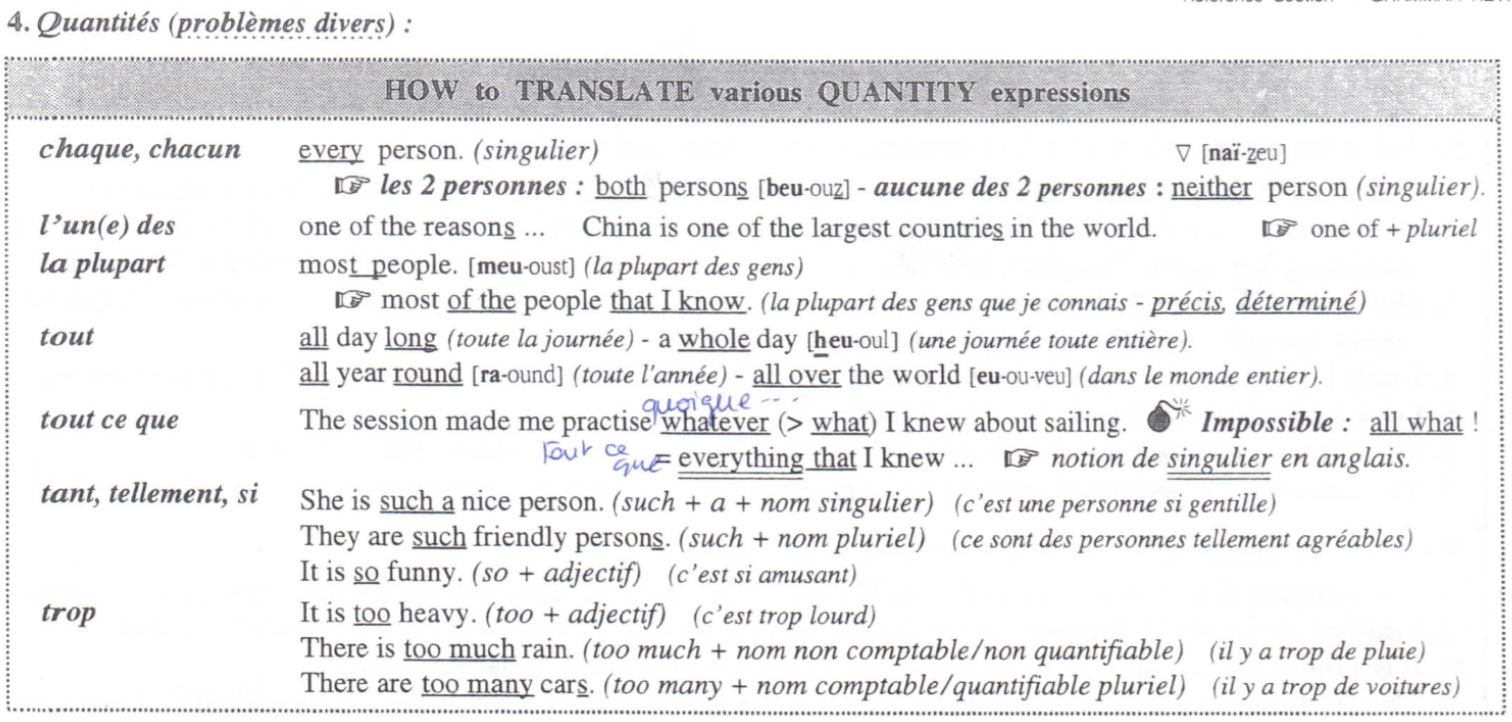 4. Quantités (problèmes divers) :
HOW to TRANSLATE various QUANTITY expressions
chaque, chacun every person. (singulier) ∇ [naï-zeu]
☞ les 2 personnes : both persons [beu-ouz] - aucune des 2 personnes : neither person (singulier).
l'un(e) des one of the reasons ... China is one of the largest countries in the world. ☞ one of + pluriel
la plupart most people. [meu-oust] (la plupart des gens)
☞ most of the people that I know. (la plupart des gens que je connais - précis, déterminé)
tout all day long (toute la journée) - a whole day [heu-oul] (une journée toute entière).
all year round [ra-ound] (toute l'année) - all over the world [eu-ou-veu] (dans le monde entier).
quoique ...
tout ce que The session made me practise whatever (> what) I knew about sailing. 💣 Impossible : all what !
Tout ce que = everything that I knew ... ☞ notion de singulier en anglais.
tant, tellement, si She is such a nice person. (such + a + nom singulier) (c'est une personne si gentille)
They are such friendly persons. (such + nom pluriel) (ce sont des personnes tellement agréables)
It is so funny. (so + adjectif) (c'est si amusant)
trop It is too heavy. (too + adjectif) (c'est trop lourd)
There is too much rain. (too much + nom non comptable/non quantifiable) (il y a trop de pluie)
There are too many cars. (too many + nom comptable/quantifiable pluriel) (il y a trop de voitures)